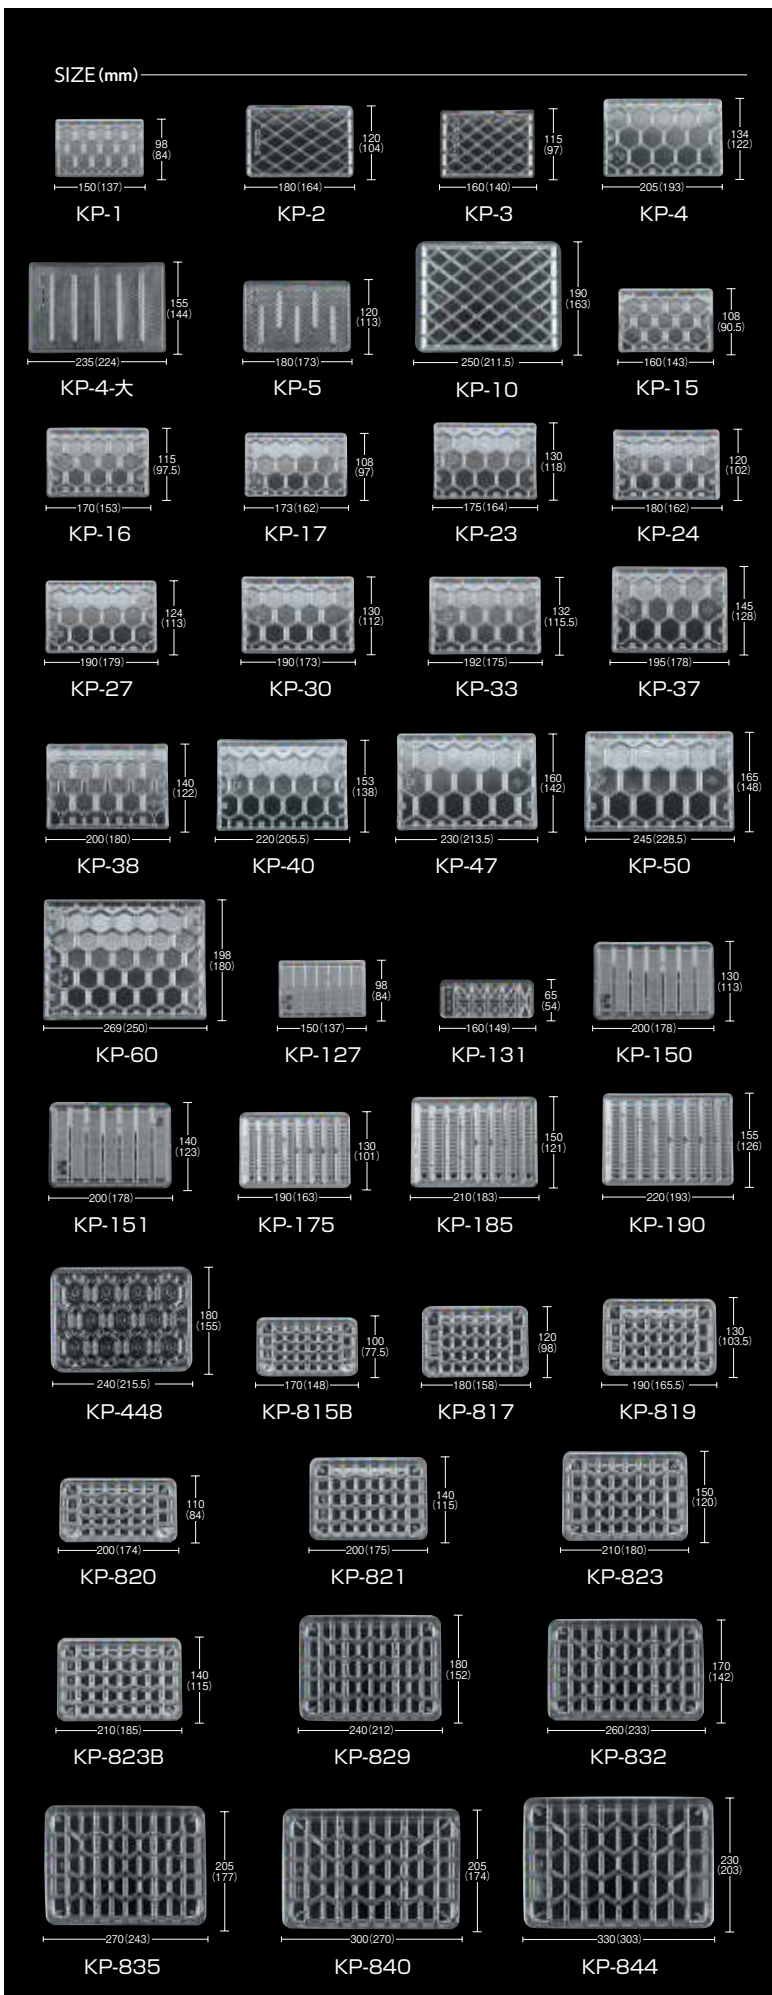 SIZE(mm)
98
(84)
150(137)
KP-1
120
(104)
180(164)
KP-2
115
(97)
160(140)
KP-3
134
(122)
205(193)
KP-4
155
(144)
235(224)
KP-4-大
120
(113)
180(173)
KP-5
190
(163)
250(211.5)
KP-10
108
(90.5)
160(143)
KP-15
115
(97.5)
170(153)
KP-16
108
(97)
173(162)
KP-17
130
(118)
175(164)
KP-23
120
(102)
180(162)
KP-24
124
(113)
190(179)
KP-27
130
(112)
190(173)
KP-30
132
(115.5)
192(175)
KP-33
145
(128)
195(178)
KP-37
140
(122)
200(180)
KP-38
153
(138)
220(205.5)
KP-40
160
(142)
230(213.5)
KP-47
165
(148)
245(228.5)
KP-50
198
(180)
269(250)
KP-60
98
(84)
150(137)
KP-127
65
(54)
160(149)
KP-131
130
(113)
200(178)
KP-150
140
(123)
200(178)
KP-151
130
(101)
190(163)
KP-175
150
(121)
210(183)
KP-185
155
(126)
220(193)
KP-190
180
(155)
240(215.5)
KP-448
100
(77.5)
170(148)
KP-815B
120
(98)
180(158)
KP-817
130
(103.5)
190(165.5)
KP-819
110
(84)
200(174)
KP-820
140
(115)
200(175)
KP-821
150
(120)
210(180)
KP-823
140
(115)
210(185)
KP-823B
180
(152)
240(212)
KP-829
170
(142)
260(233)
KP-832
205
(177)
270(243)
KP-835
205
(174)
300(270)
KP-840
230
(203)
330(303)
KP-844